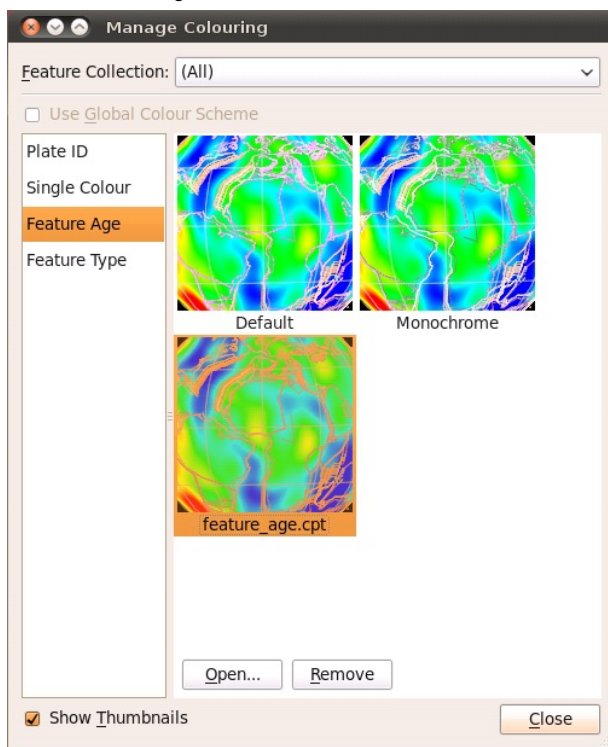 Manage Colouring
Feature Collection: (All)
Use Global Colour Scheme
Plate ID
Single Colour
Feature Age
Feature Type
Default Monochrome
feature_age.cpt
Open... Remove
Show Thumbnails Close